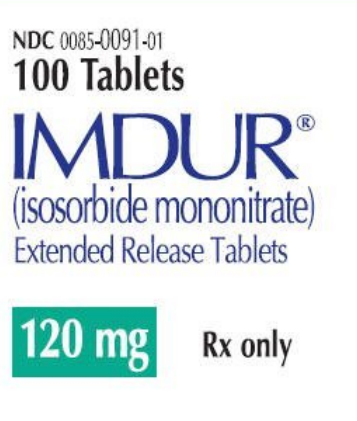 NDC 0085-0091-01
100 Tablets
IMDUR®
(isosorbide mononitrate)
Extended Release Tablets
120 mg Rx only